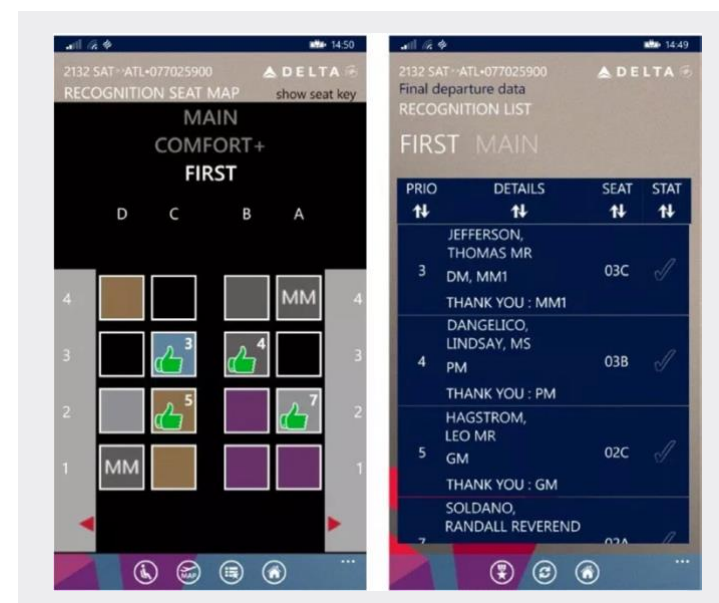 14:50
2132 SAT--ATL•077025900 DELTA
RECOGNITION SEAT MAP show seat key
MAIN
COMFORT+
FIRST
D C B A
4 MM 4
3 3 4 3
2 5 7 2
1 MM 1
MAP
...
14:49
2132 SAT--ATL•077025900 DELTA
Final departure data
RECOGNITION LIST
FIRST MAIN
PRIO DETAILS SEAT STAT
JEFFERSON,
THOMAS MR
3 DM, MM1 03C
THANK YOU : MM1
DANGELICO,
LINDSAY, MS
4 PM 03B
THANK YOU : PM
HAGSTROM,
LEO MR
5 GM 02C
THANK YOU : GM
SOLDANO,
RANDALL REVEREND
7 02A
...